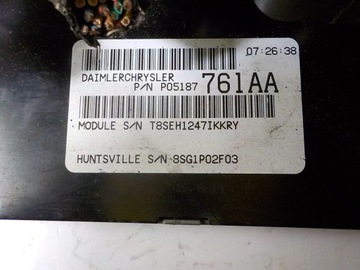 07:26:38
DAIMLERCHRYSLER
P/N P05187 761AA
MODULE S/N T8SEH1247IKKRY
HUNTSVILLE S/N 8SG1P02F03